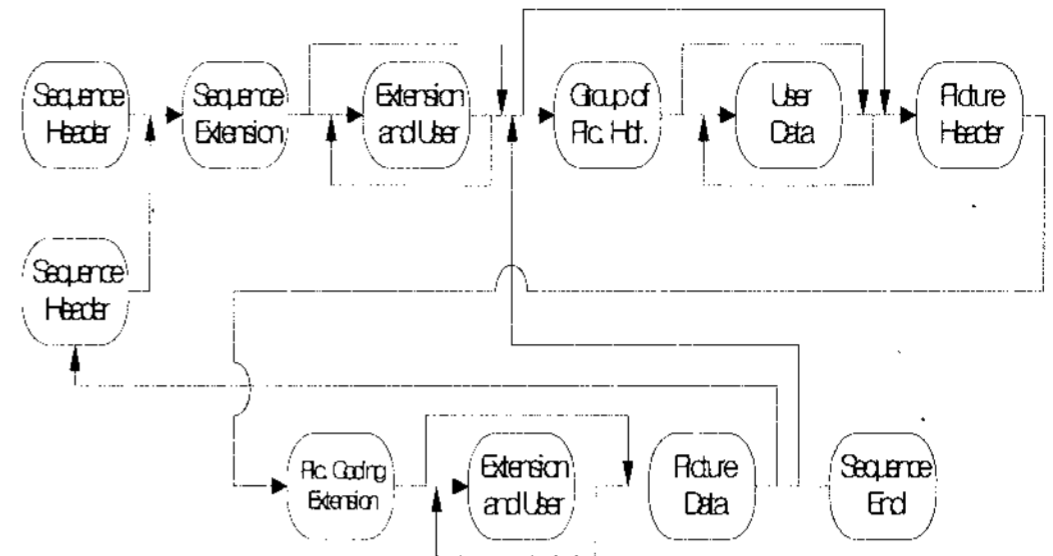 Sequence
Header
Sequence
Extension
Extension
and User
Group of
Pic. Hdr.
User
Data
Picture
Header
Sequence
Header
Pic. Coding
Extension
Extension
and User
Picture
Data
Sequence
End